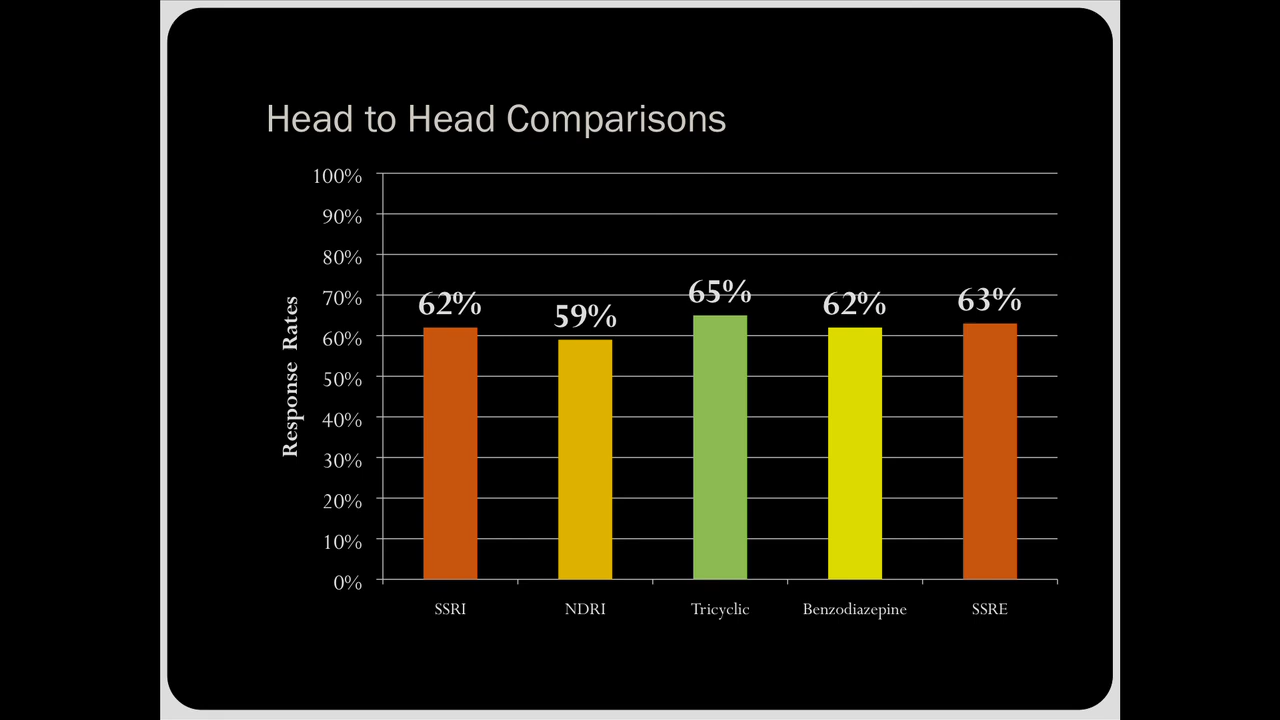 Head to Head Comparisons
100%
90%
80%
70%
60%
50%
40%
30%
20%
10%
0%
Response Rates
62%
59%
65%
62%
63%
SSRI
NDRI
Tricyclic
Benzodiazepine
SSRE